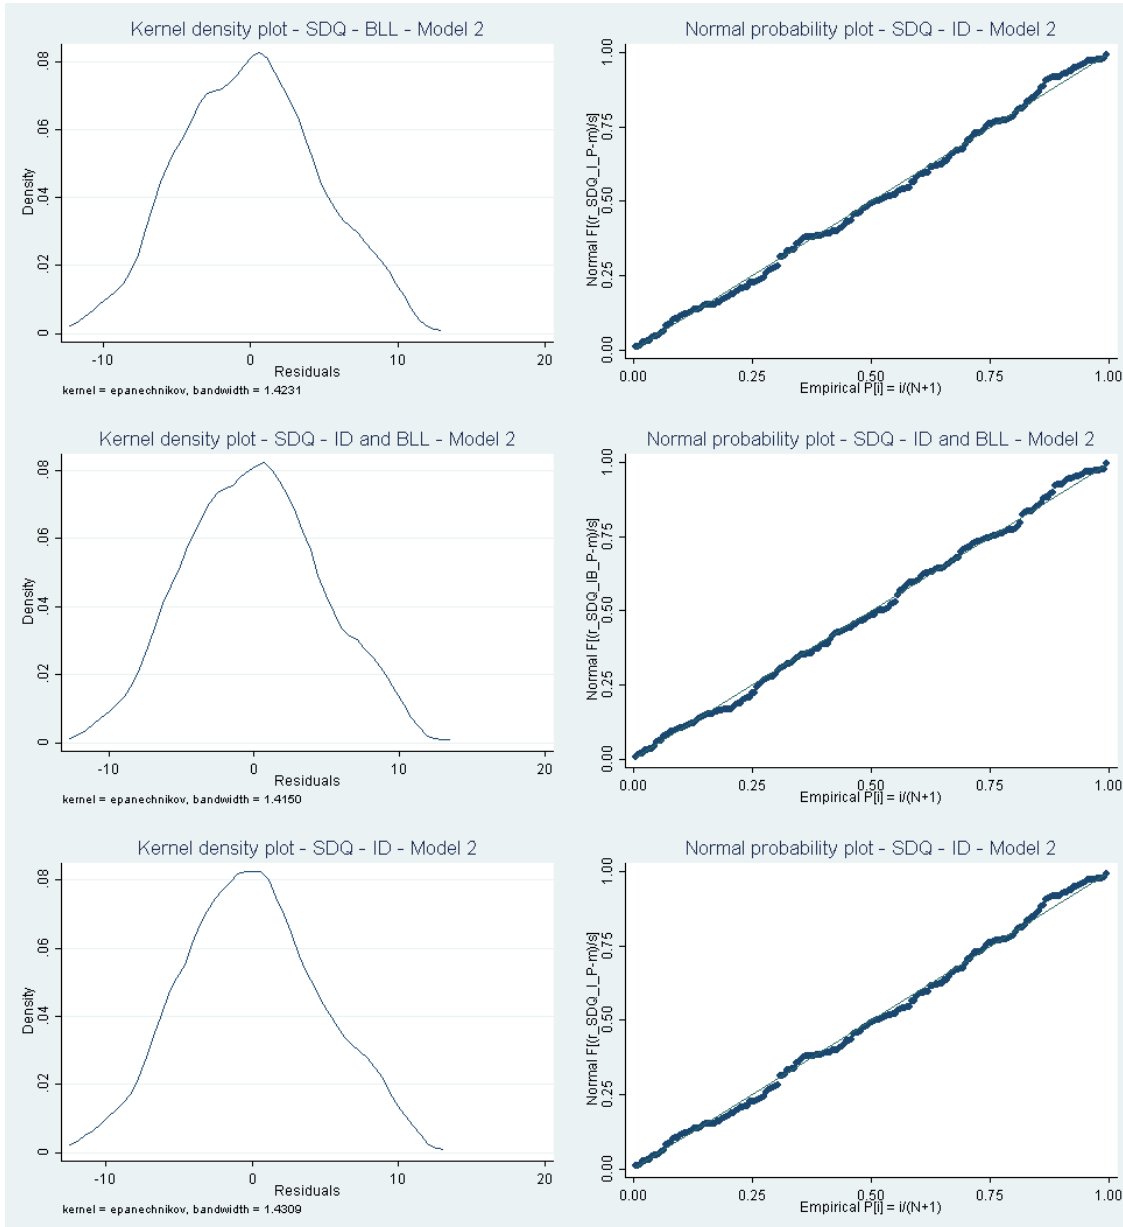 Kernel density plot - SDQ - BLL - Model 2
Density
0 .02 .04 .06 .08
-10 0 10 20
Residuals
kernel = epanechnikov, bandwidth = 1.4231
Normal probability plot - SDQ - ID - Model 2
Normal F[(r_SDQ_I_P-m)/s]
0.00 0.25 0.50 0.75 1.00
0.00 0.25 0.50 0.75 1.00
Empirical P[i] = i/(N+1)
Kernel density plot - SDQ - ID and BLL - Model 2
Density
0 .02 .04 .06 .08
-10 0 10 20
Residuals
kernel = epanechnikov, bandwidth = 1.4150
Normal probability plot - SDQ - ID and BLL - Model 2
Normal F[(r_SDQ_IB_P-m)/s]
0.00 0.25 0.50 0.75 1.00
0.00 0.25 0.50 0.75 1.00
Empirical P[i] = i/(N+1)
Kernel density plot - SDQ - ID - Model 2
Density
0 .02 .04 .06 .08
-10 0 10 20
Residuals
kernel = epanechnikov, bandwidth = 1.4309
Normal probability plot - SDQ - ID - Model 2
Normal F[(r_SDQ_I_P-m)/s]
0.00 0.25 0.50 0.75 1.00
0.00 0.25 0.50 0.75 1.00
Empirical P[i] = i/(N+1)